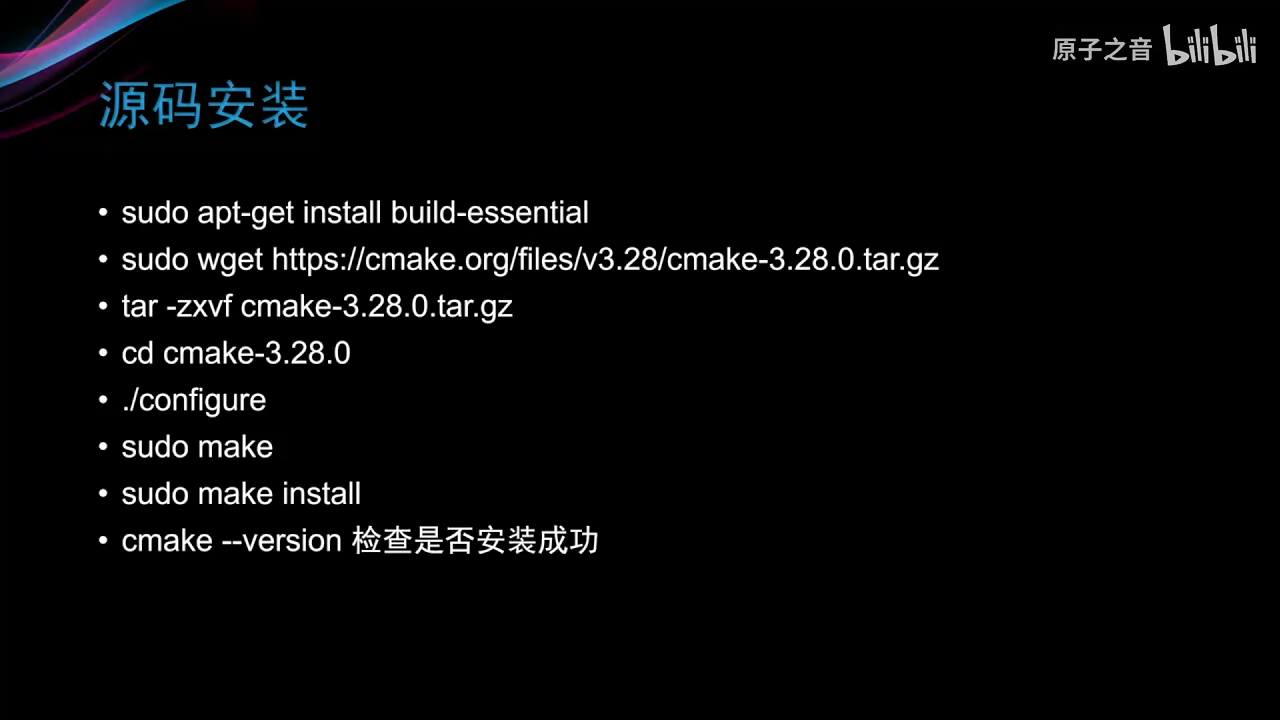 原子之音 bilibili
源码安装
• sudo apt-get install build-essential
• sudo wget https://cmake.org/files/v3.28/cmake-3.28.0.tar.gz
• tar -zxvf cmake-3.28.0.tar.gz
• cd cmake-3.28.0
• ./configure
• sudo make
• sudo make install
• cmake --version 检查是否安装成功